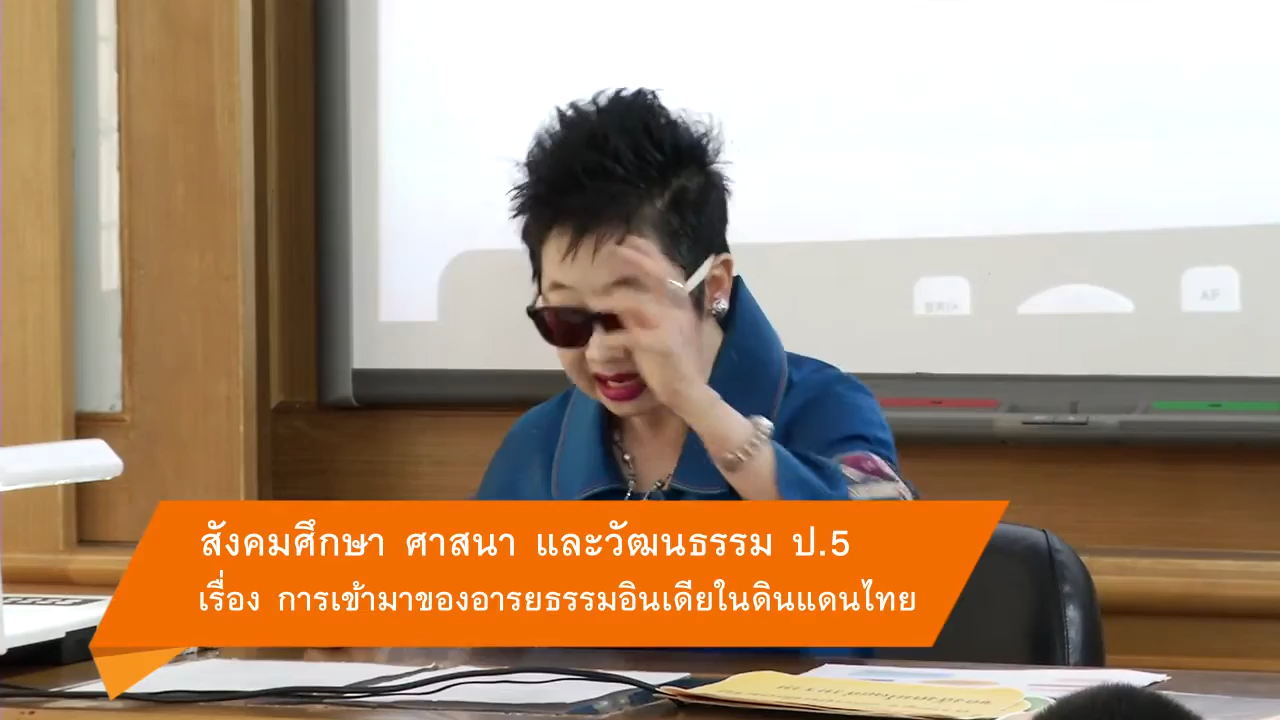 AF
สังคมศึกษา ศาสนา และวัฒนธรรม ป.5
เรื่อง การเข้ามาของอารยธรรมอินเดียในดินแดนไทย